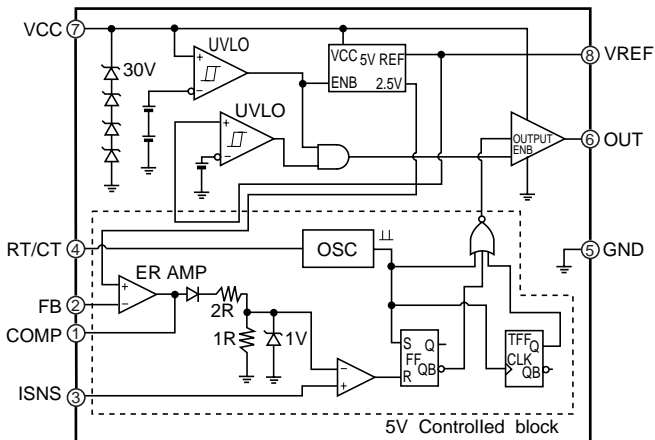 VCC 7
UVLO
30V
VCC 5V REF
ENB 2.5V
8 VREF
UVLO
OUTPUT
ENB
6 OUT
RT/CT 4
OSC
5 GND
ER AMP
+
−
FB 2
COMP 1
2R
1R
1V
ISNS 3
S Q
FF
R QB
TFF
Q
CLK
QB
5V Controlled block